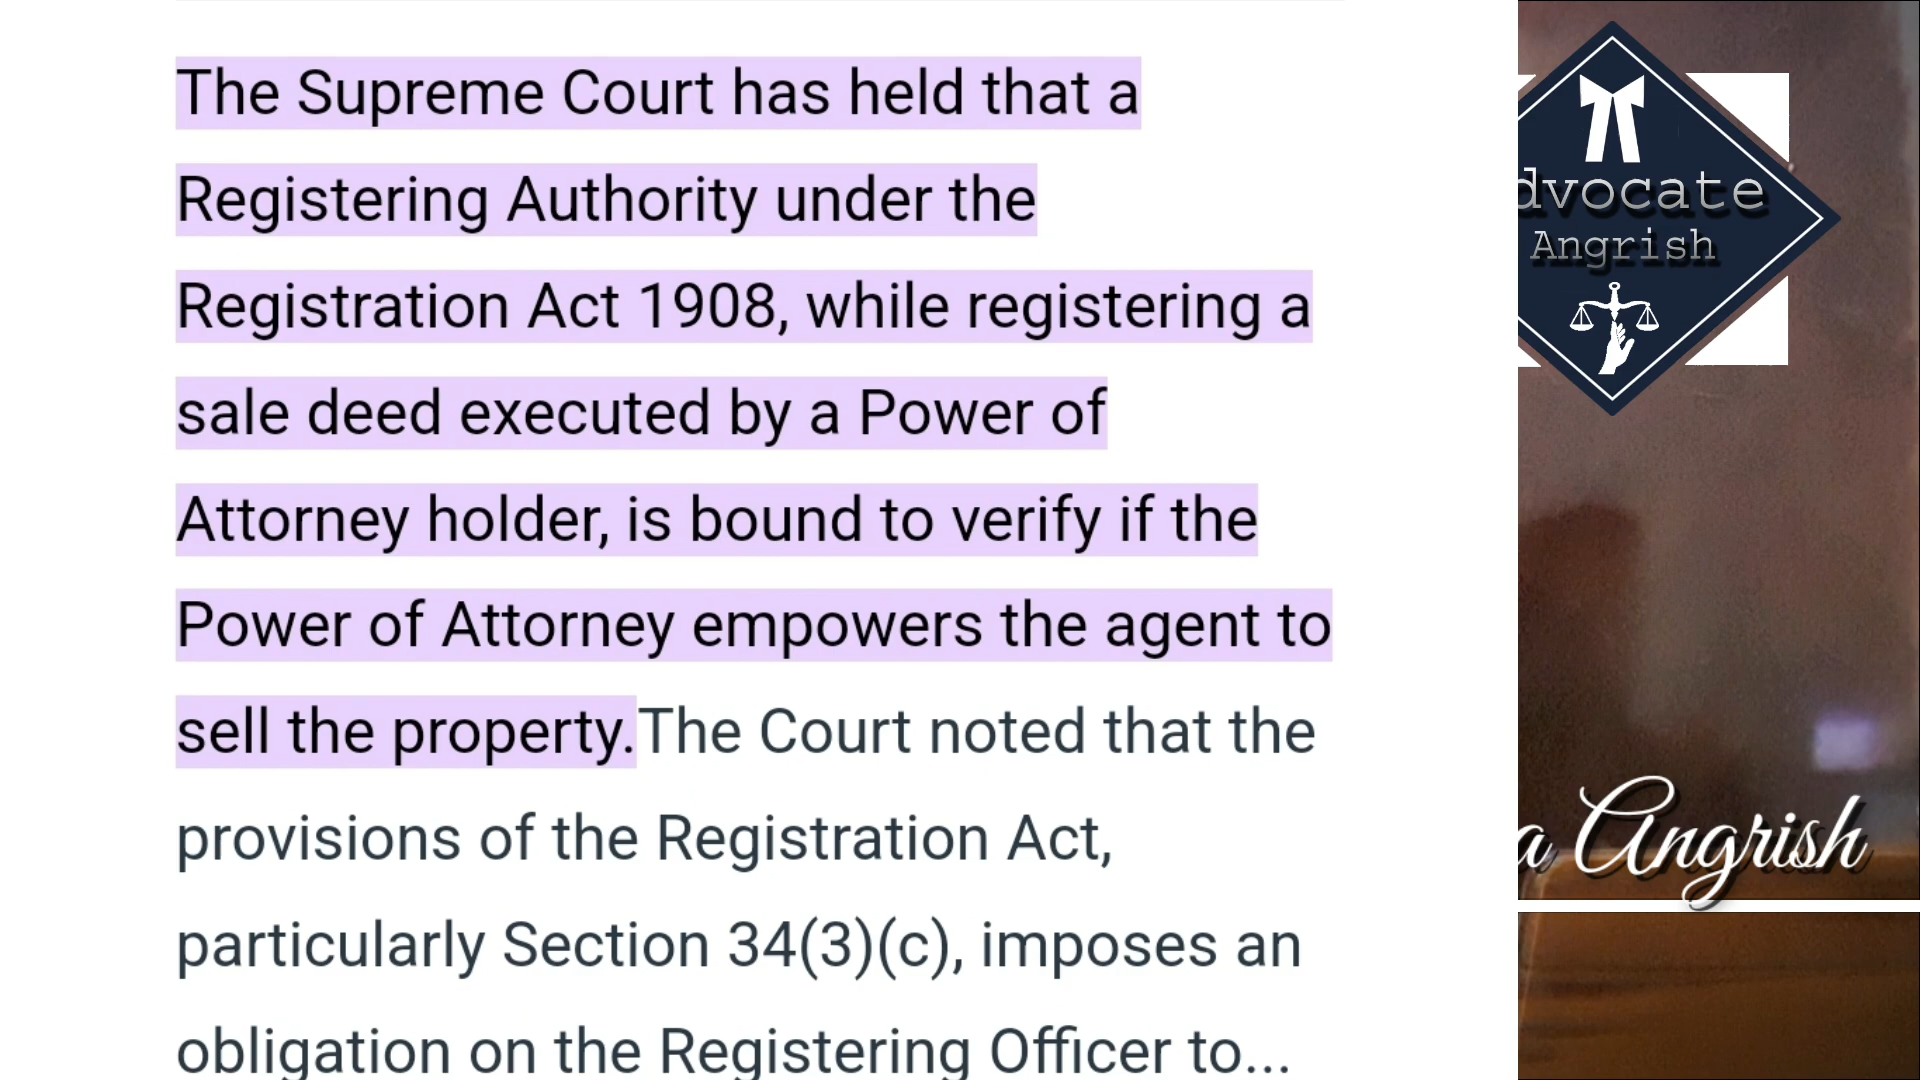 The Supreme Court has held that a
Registering Authority under the
Registration Act 1908, while registering a
sale deed executed by a Power of
Attorney holder, is bound to verify if the
Power of Attorney empowers the agent to
sell the property.The Court noted that the
provisions of the Registration Act,
particularly Section 34(3)(c), imposes an
obligation on the Registering Officer to...
dvocate
Angrish
a Angrish